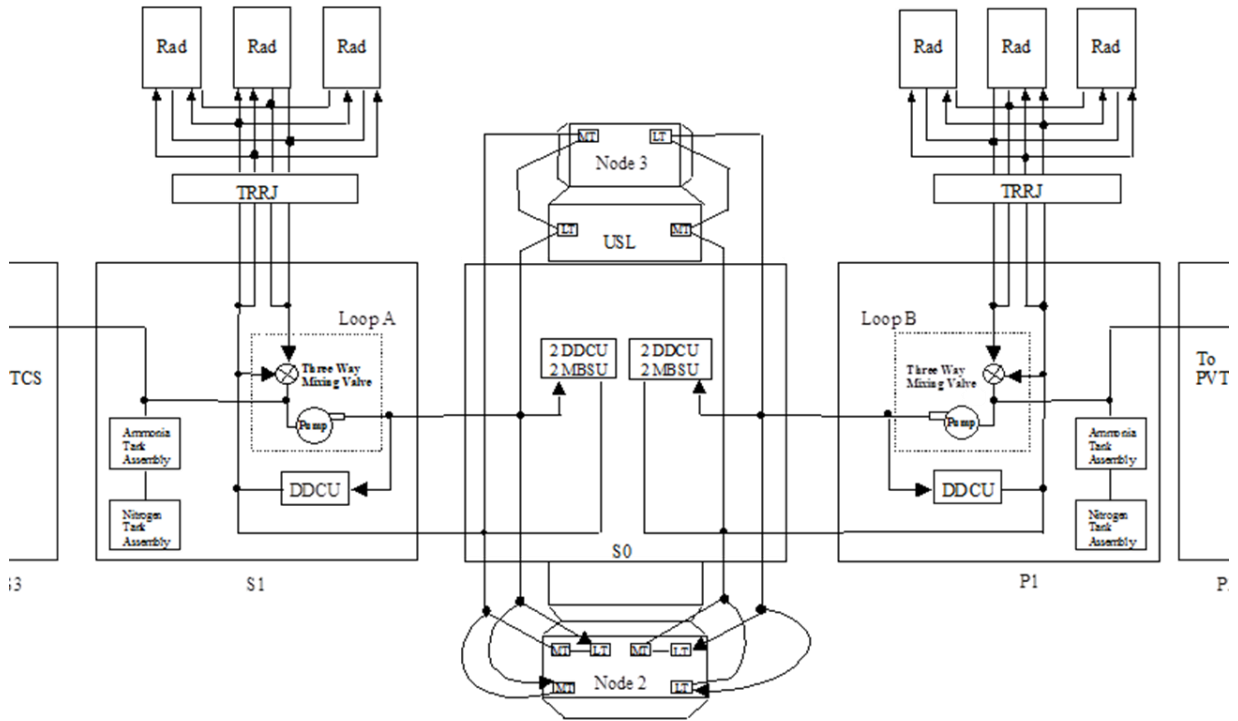 Rad
Rad
Rad
Rad
Rad
Rad
MT
LT
Node 3
TRRJ
TRRJ
LT
USL
MT
Loop A
Loop B
Three Way
Mixing Valve
2 DDCU
2 MBSU
2 DDCU
2 MBSU
Three Way
Mixing Valve
To
PVT
TCS
Pump
Pump
Ammonia
Tank
Assembly
Ammonia
Tank
Assembly
DDCU
DDCU
Nitrogen
Tank
Assembly
Nitrogen
Tank
Assembly
S0
S1
P1
MT
LT
MT
LT
MT
Node 2
LT